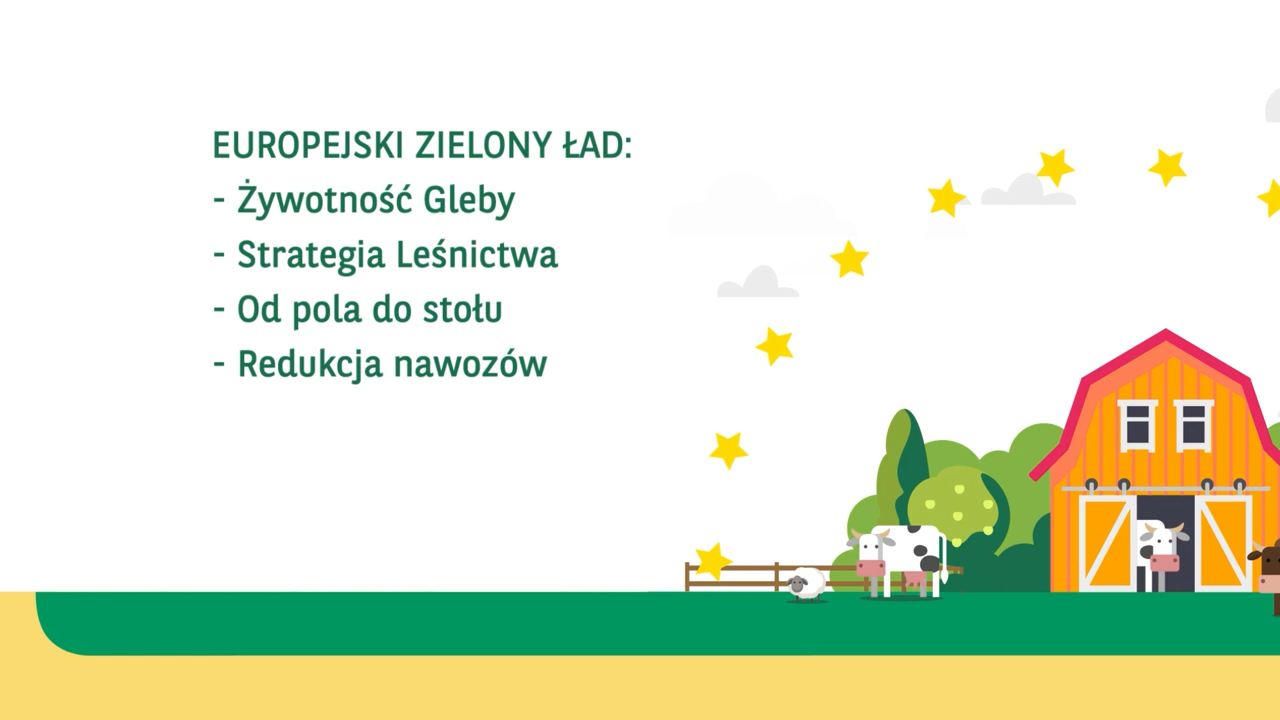 EUROPEJSKI ZIELONY ŁAD:
- Żywotność Gleby
- Strategia Leśnictwa
- Od pola do stołu
- Redukcja nawozów